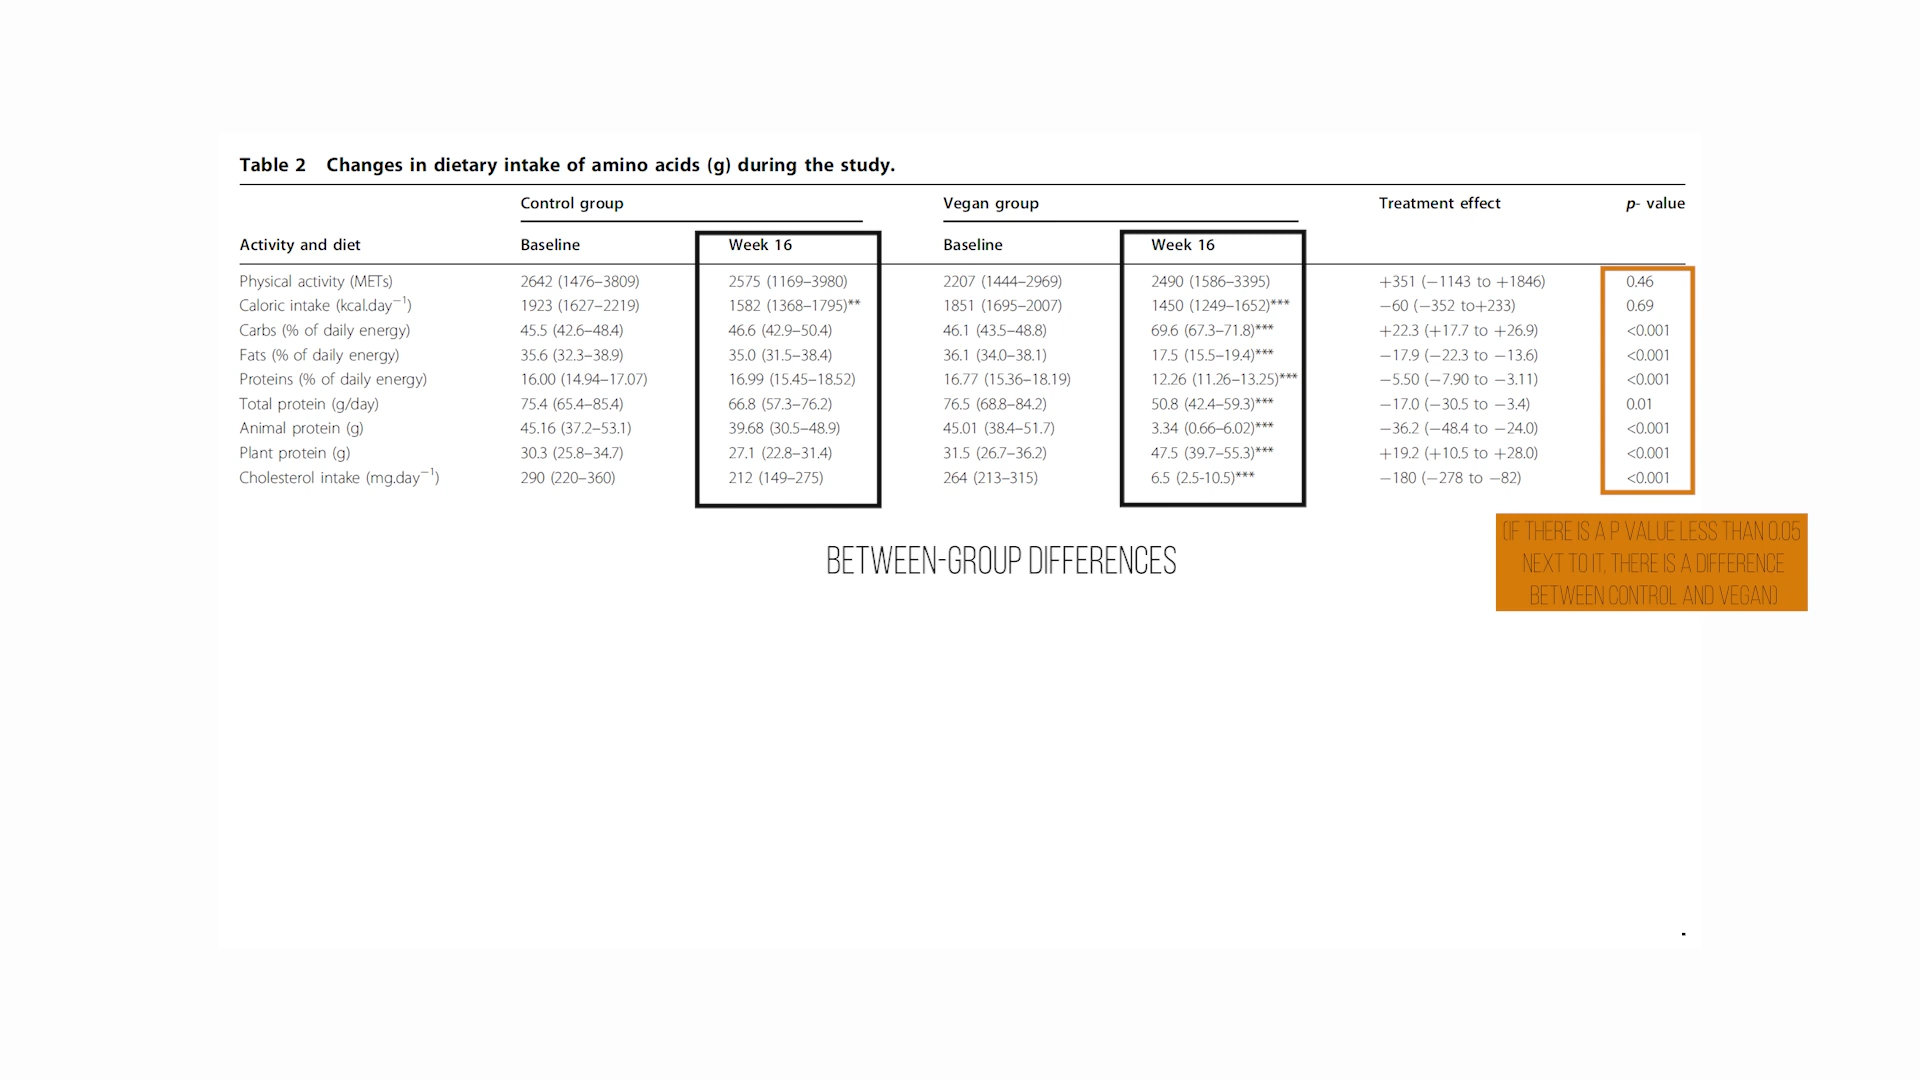 Table 2 Changes in dietary intake of amino acids (g) during the study.
Control group Vegan group Treatment effect p- value
Activity and diet Baseline Week 16 Baseline Week 16
Physical activity (METs) 2642 (1476–3809) 2575 (1169–3980) 2207 (1444–2969) 2490 (1586–3395) +351 (−1143 to +1846) 0.46
Caloric intake (kcal.day⁻¹) 1923 (1627–2219) 1582 (1368–1795)** 1851 (1695–2007) 1450 (1249–1652)*** −60 (−352 to+233) 0.69
Carbs (% of daily energy) 45.5 (42.6–48.4) 46.6 (42.9–50.4) 46.1 (43.5–48.8) 69.6 (67.3–71.8)*** +22.3 (+17.7 to +26.9) <0.001
Fats (% of daily energy) 35.6 (32.3–38.9) 35.0 (31.5–38.4) 36.1 (34.0–38.1) 17.5 (15.5–19.4)*** −17.9 (−22.3 to −13.6) <0.001
Proteins (% of daily energy) 16.00 (14.94–17.07) 16.99 (15.45–18.52) 16.77 (15.36–18.19) 12.26 (11.26–13.25)*** −5.50 (−7.90 to −3.11) <0.001
Total protein (g/day) 75.4 (65.4–85.4) 66.8 (57.3–76.2) 76.5 (68.8–84.2) 50.8 (42.4–59.3)*** −17.0 (−30.5 to −3.4) 0.01
Animal protein (g) 45.16 (37.2–53.1) 39.68 (30.5–48.9) 45.01 (38.4–51.7) 3.34 (0.66–6.02)*** −36.2 (−48.4 to −24.0) <0.001
Plant protein (g) 30.3 (25.8–34.7) 27.1 (22.8–31.4) 31.5 (26.7–36.2) 47.5 (39.7–55.3)*** +19.2 (+10.5 to +28.0) <0.001
Cholesterol intake (mg.day⁻¹) 290 (220–360) 212 (149–275) 264 (213–315) 6.5 (2.5-10.5)*** −180 (−278 to −82) <0.001
BETWEEN-GROUP DIFFERENCES
(IF THERE IS A P VALUE LESS THAN 0.05
NEXT TO IT, THERE IS A DIFFERENCE
BETWEEN CONTROL AND VEGAN)